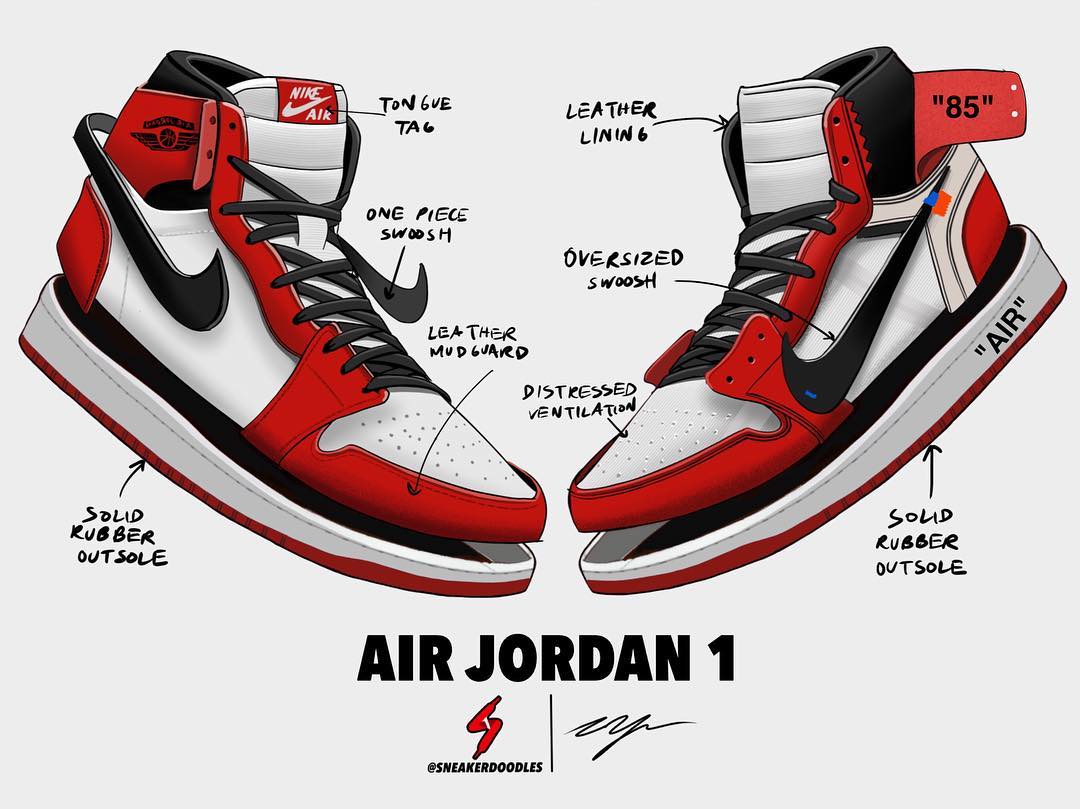 NIKE
AIR
TONGUE
TAG
ONE PIECE
SWOOSH
LEATHER
MUDGUARD
SOLID
RUBBER
OUTSOLE
LEATHER
LINING
"85"
OVERSIZED
SWOOSH
DISTRESSED
VENTILATION
"AIR"
SOLID
RUBBER
OUTSOLE
AIR JORDAN 1
@SNEAKERDOODLES